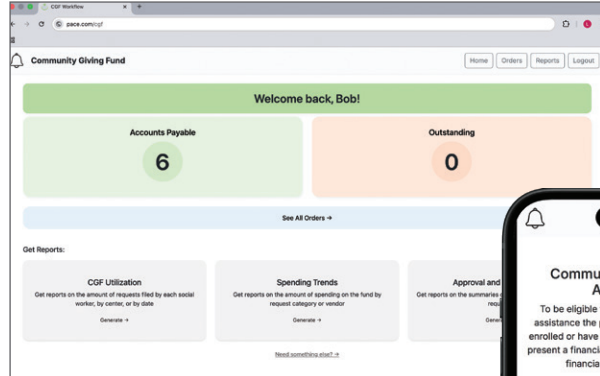 CGF Workflow
pace.com/cgf
Community Giving Fund
Home Orders Reports Logout
Welcome back, Bob!
Accounts Payable
6
Outstanding
0
See All Orders →
Get Reports:
CGF Utilization
Get reports on the amount of requests filed by each social
worker, by center, or by date
Generate →
Spending Trends
Get reports on the amount of spending on the fund by
request category or vendor
Generate →
Approval and
Get reports on the summaries
Need something else? →
To be eligible
assistance the
enrolled or have
present a